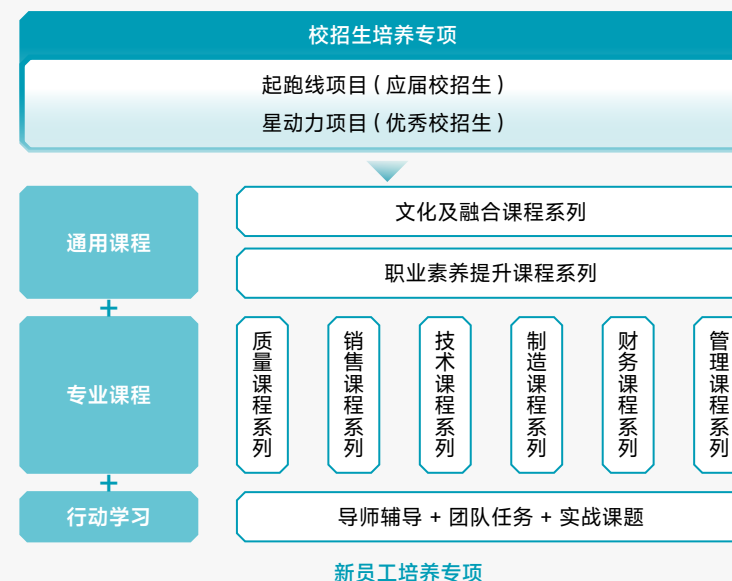 校招生培养专项
起跑线项目（应届校招生）
星动力项目（优秀校招生）
通用课程
文化及融合课程系列
职业素养提升课程系列
+
专业课程
质量课程系列
销售课程系列
技术课程系列
制造课程系列
财务课程系列
管理课程系列
+
行动学习
导师辅导 + 团队任务 + 实战课题
新员工培养专项